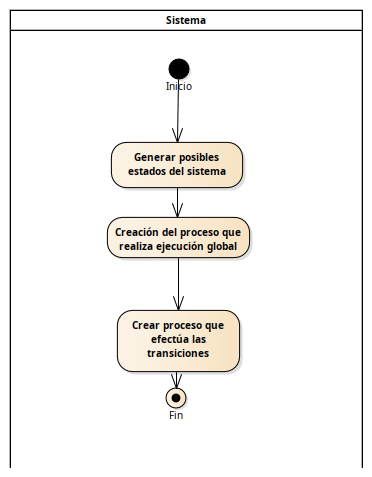 Sistema
Inicio
Generar posibles
estados del sistema
Creación del proceso que
realiza ejecución global
Crear proceso que
efectúa las
transiciones
Fin